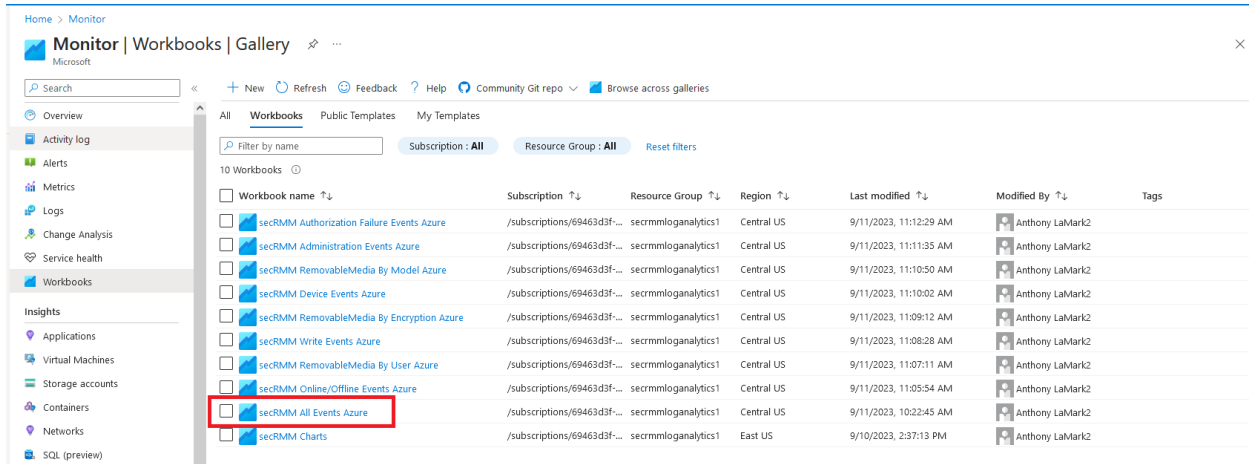 Home > Monitor
Monitor | Workbooks | Gallery ...
Microsoft
Search
«
Overview
Activity log
Alerts
Metrics
Logs
Change Analysis
Service health
Workbooks
Insights
Applications
Virtual Machines
Storage accounts
Containers
Networks
SQL (preview)
New Refresh Feedback Help Community Git repo Browse across galleries
All Workbooks Public Templates My Templates
Filter by name Subscription : All Resource Group : All Reset filters
10 Workbooks
Workbook name ↑↓ Subscription ↑↓ Resource Group ↑↓ Region ↑↓ Last modified ↑↓ Modified By ↑↓ Tags
secRMM Authorization Failure Events Azure /subscriptions/69463d3f-... secrmmloganalytics1 Central US 9/11/2023, 11:12:29 AM Anthony LaMark2
secRMM Administration Events Azure /subscriptions/69463d3f-... secrmmloganalytics1 Central US 9/11/2023, 11:11:35 AM Anthony LaMark2
secRMM RemovableMedia By Model Azure /subscriptions/69463d3f-... secrmmloganalytics1 Central US 9/11/2023, 11:10:50 AM Anthony LaMark2
secRMM Device Events Azure /subscriptions/69463d3f-... secrmmloganalytics1 Central US 9/11/2023, 11:10:02 AM Anthony LaMark2
secRMM RemovableMedia By Encryption Azure /subscriptions/69463d3f-... secrmmloganalytics1 Central US 9/11/2023, 11:09:12 AM Anthony LaMark2
secRMM Write Events Azure /subscriptions/69463d3f-... secrmmloganalytics1 Central US 9/11/2023, 11:08:28 AM Anthony LaMark2
secRMM RemovableMedia By User Azure /subscriptions/69463d3f-... secrmmloganalytics1 Central US 9/11/2023, 11:07:11 AM Anthony LaMark2
secRMM Online/Offline Events Azure /subscriptions/69463d3f-... secrmmloganalytics1 Central US 9/11/2023, 11:05:54 AM Anthony LaMark2
secRMM All Events Azure /subscriptions/69463d3f-... secrmmloganalytics1 Central US 9/11/2023, 10:22:45 AM Anthony LaMark2
secRMM Charts /subscriptions/69463d3f-... secrmmloganalytics1 East US 9/10/2023, 2:37:13 PM Anthony LaMark2